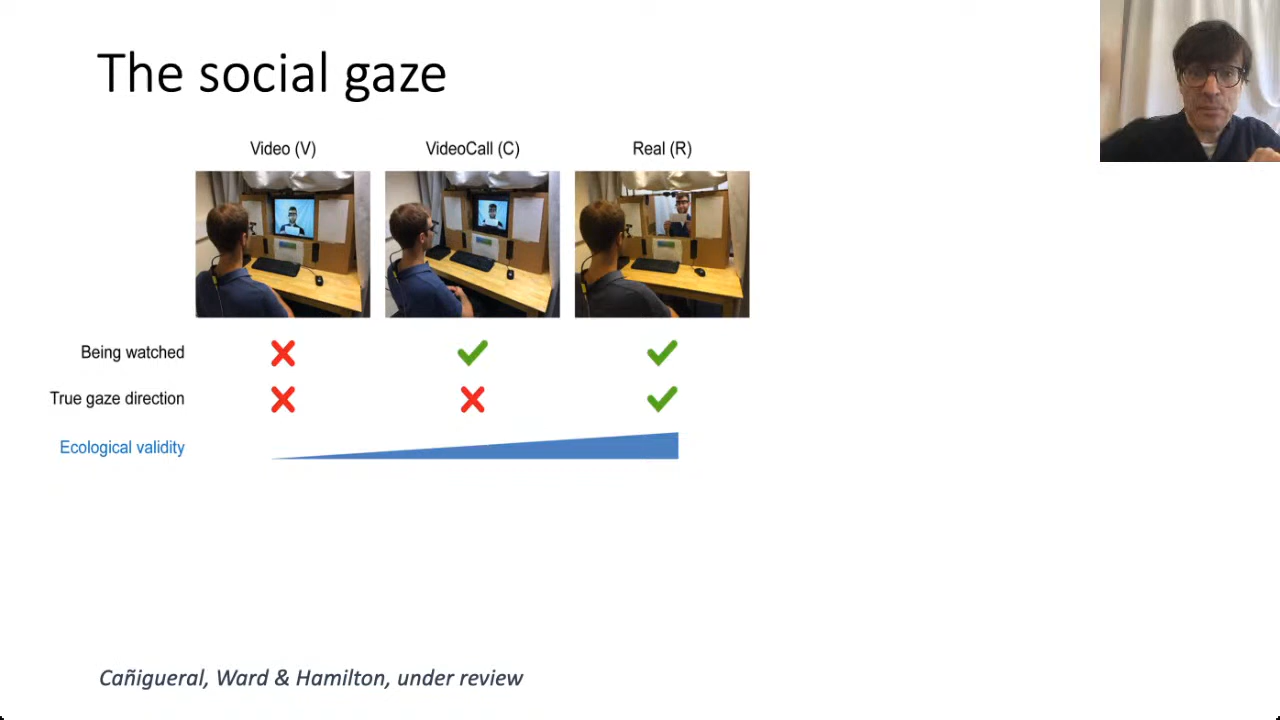 The social gaze
Video (V) VideoCall (C) Real (R)
Being watched
True gaze direction
Ecological validity
Cañigueral, Ward & Hamilton, under review